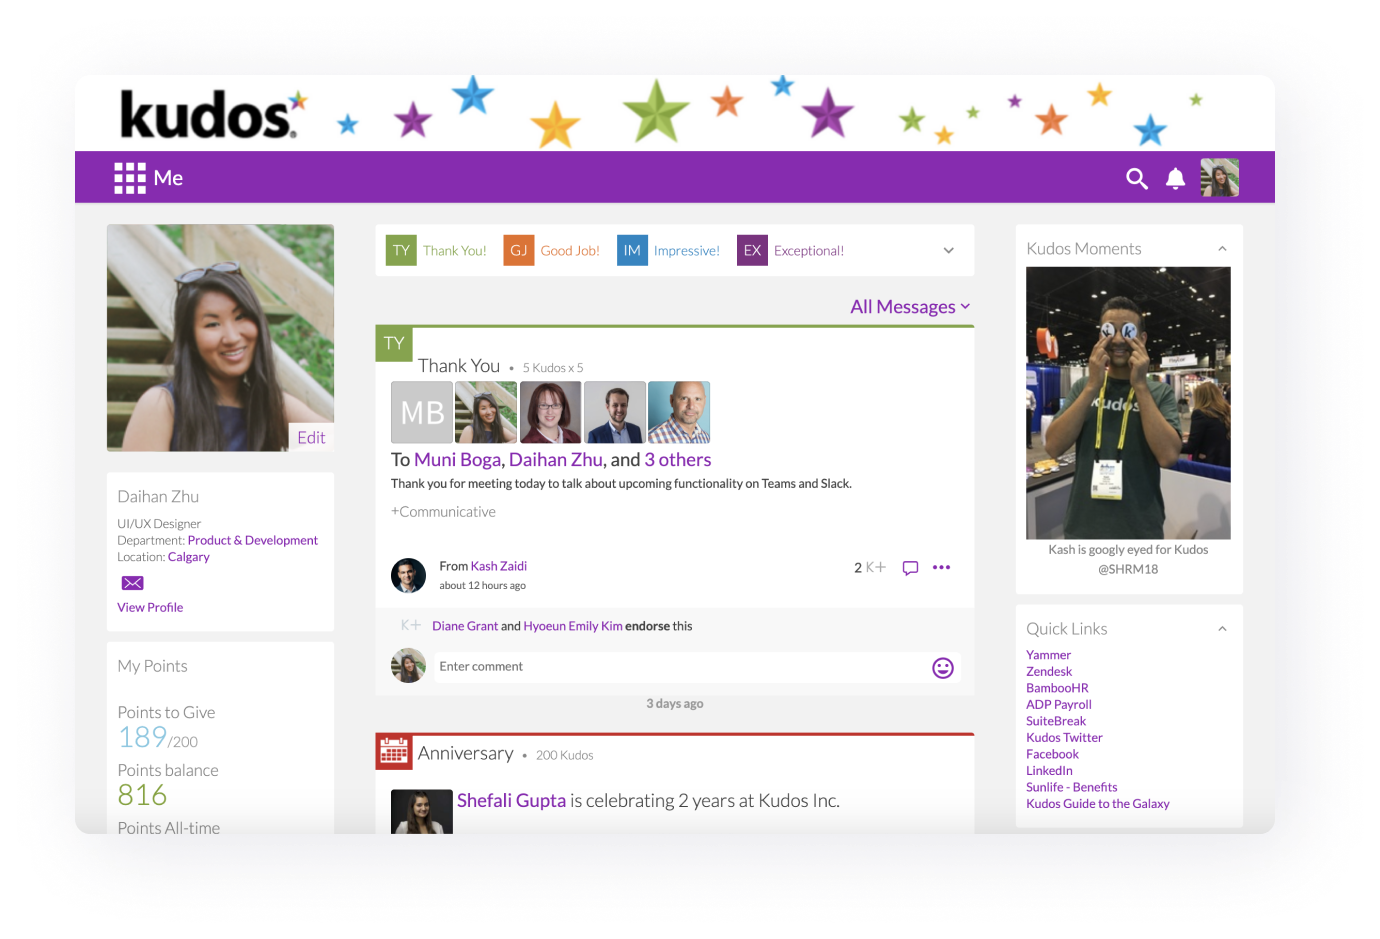 kudos
Me
Edit
Daihan Zhu
UI/UX Designer
Department: Product & Development
Location: Calgary
View Profile
My Points
Points to Give
189/200
Points balance
816
Points All-time
TY Thank You! GJ Good Job! IM Impressive! EX Exceptional!
All Messages
TY
Thank You • 5 Kudos x 5
MB
To Muni Boga, Daihan Zhu, and 3 others
Thank you for meeting today to talk about upcoming functionality on Teams and Slack.
+Communicative
From Kash Zaidi
about 12 hours ago
2 K+
K+ Diane Grant and Hyoeun Emily Kim endorse this
Enter comment
3 days ago
Anniversary • 200 Kudos
Shefali Gupta is celebrating 2 years at Kudos Inc.
Kudos Moments
kudos
Kash is googly eyed for Kudos
@SHRM18
Quick Links
Yammer
Zendesk
BambooHR
ADP Payroll
SuiteBreak
Kudos Twitter
Facebook
LinkedIn
Sunlife - Benefits
Kudos Guide to the Galaxy